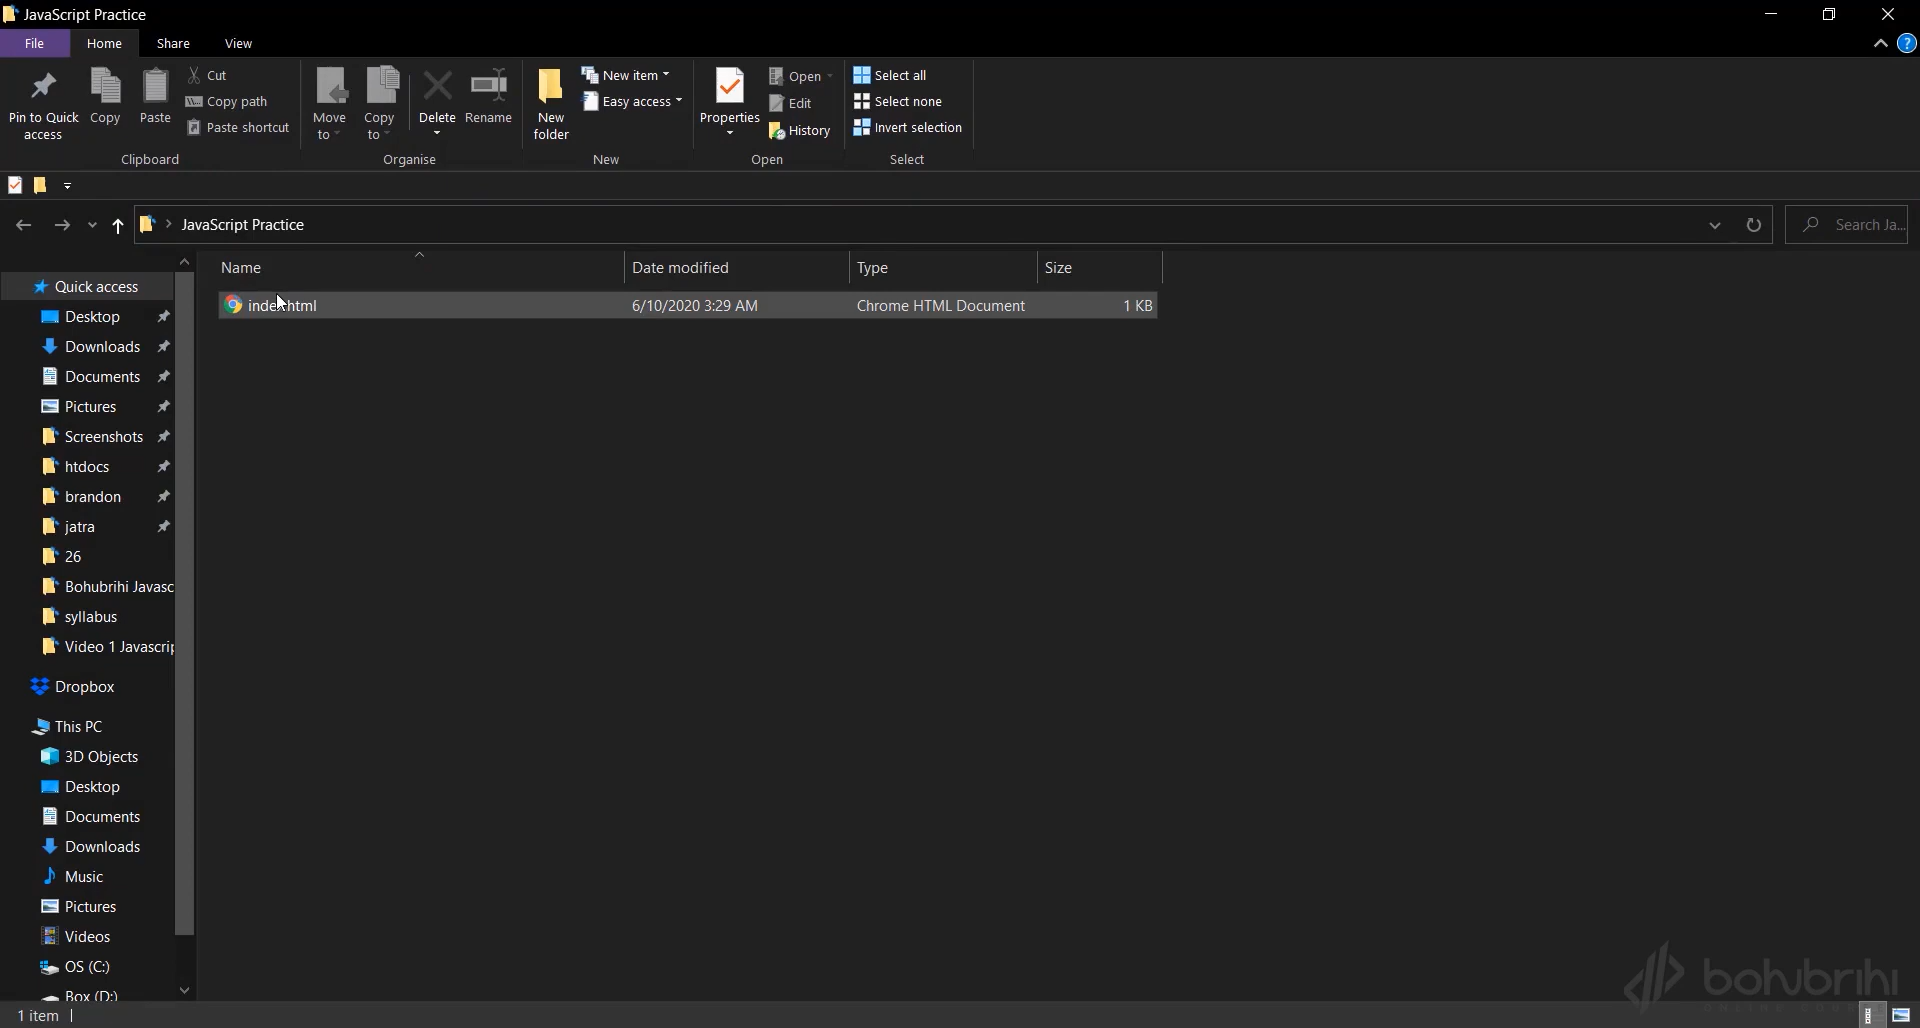 JavaScript Practice
File Home Share View
Pin to Quick access
Copy
Paste
Cut
Copy path
Paste shortcut
Clipboard
Move to
Copy to
Delete
Rename
Organise
New folder
New item
Easy access
New
Properties
Open
Edit
History
Open
Select all
Select none
Invert selection
Select
JavaScript Practice
Search Ja...
Name Date modified Type Size
index.html 6/10/2020 3:29 AM Chrome HTML Document 1 KB
Quick access
Desktop
Downloads
Documents
Pictures
Screenshots
htdocs
brandon
jatra
26
Bohubrihi Javasc
syllabus
Video 1 Javascrip
Dropbox
This PC
3D Objects
Desktop
Documents
Downloads
Music
Pictures
Videos
OS (C:)
Box (D:)
1 item
bohubrihi